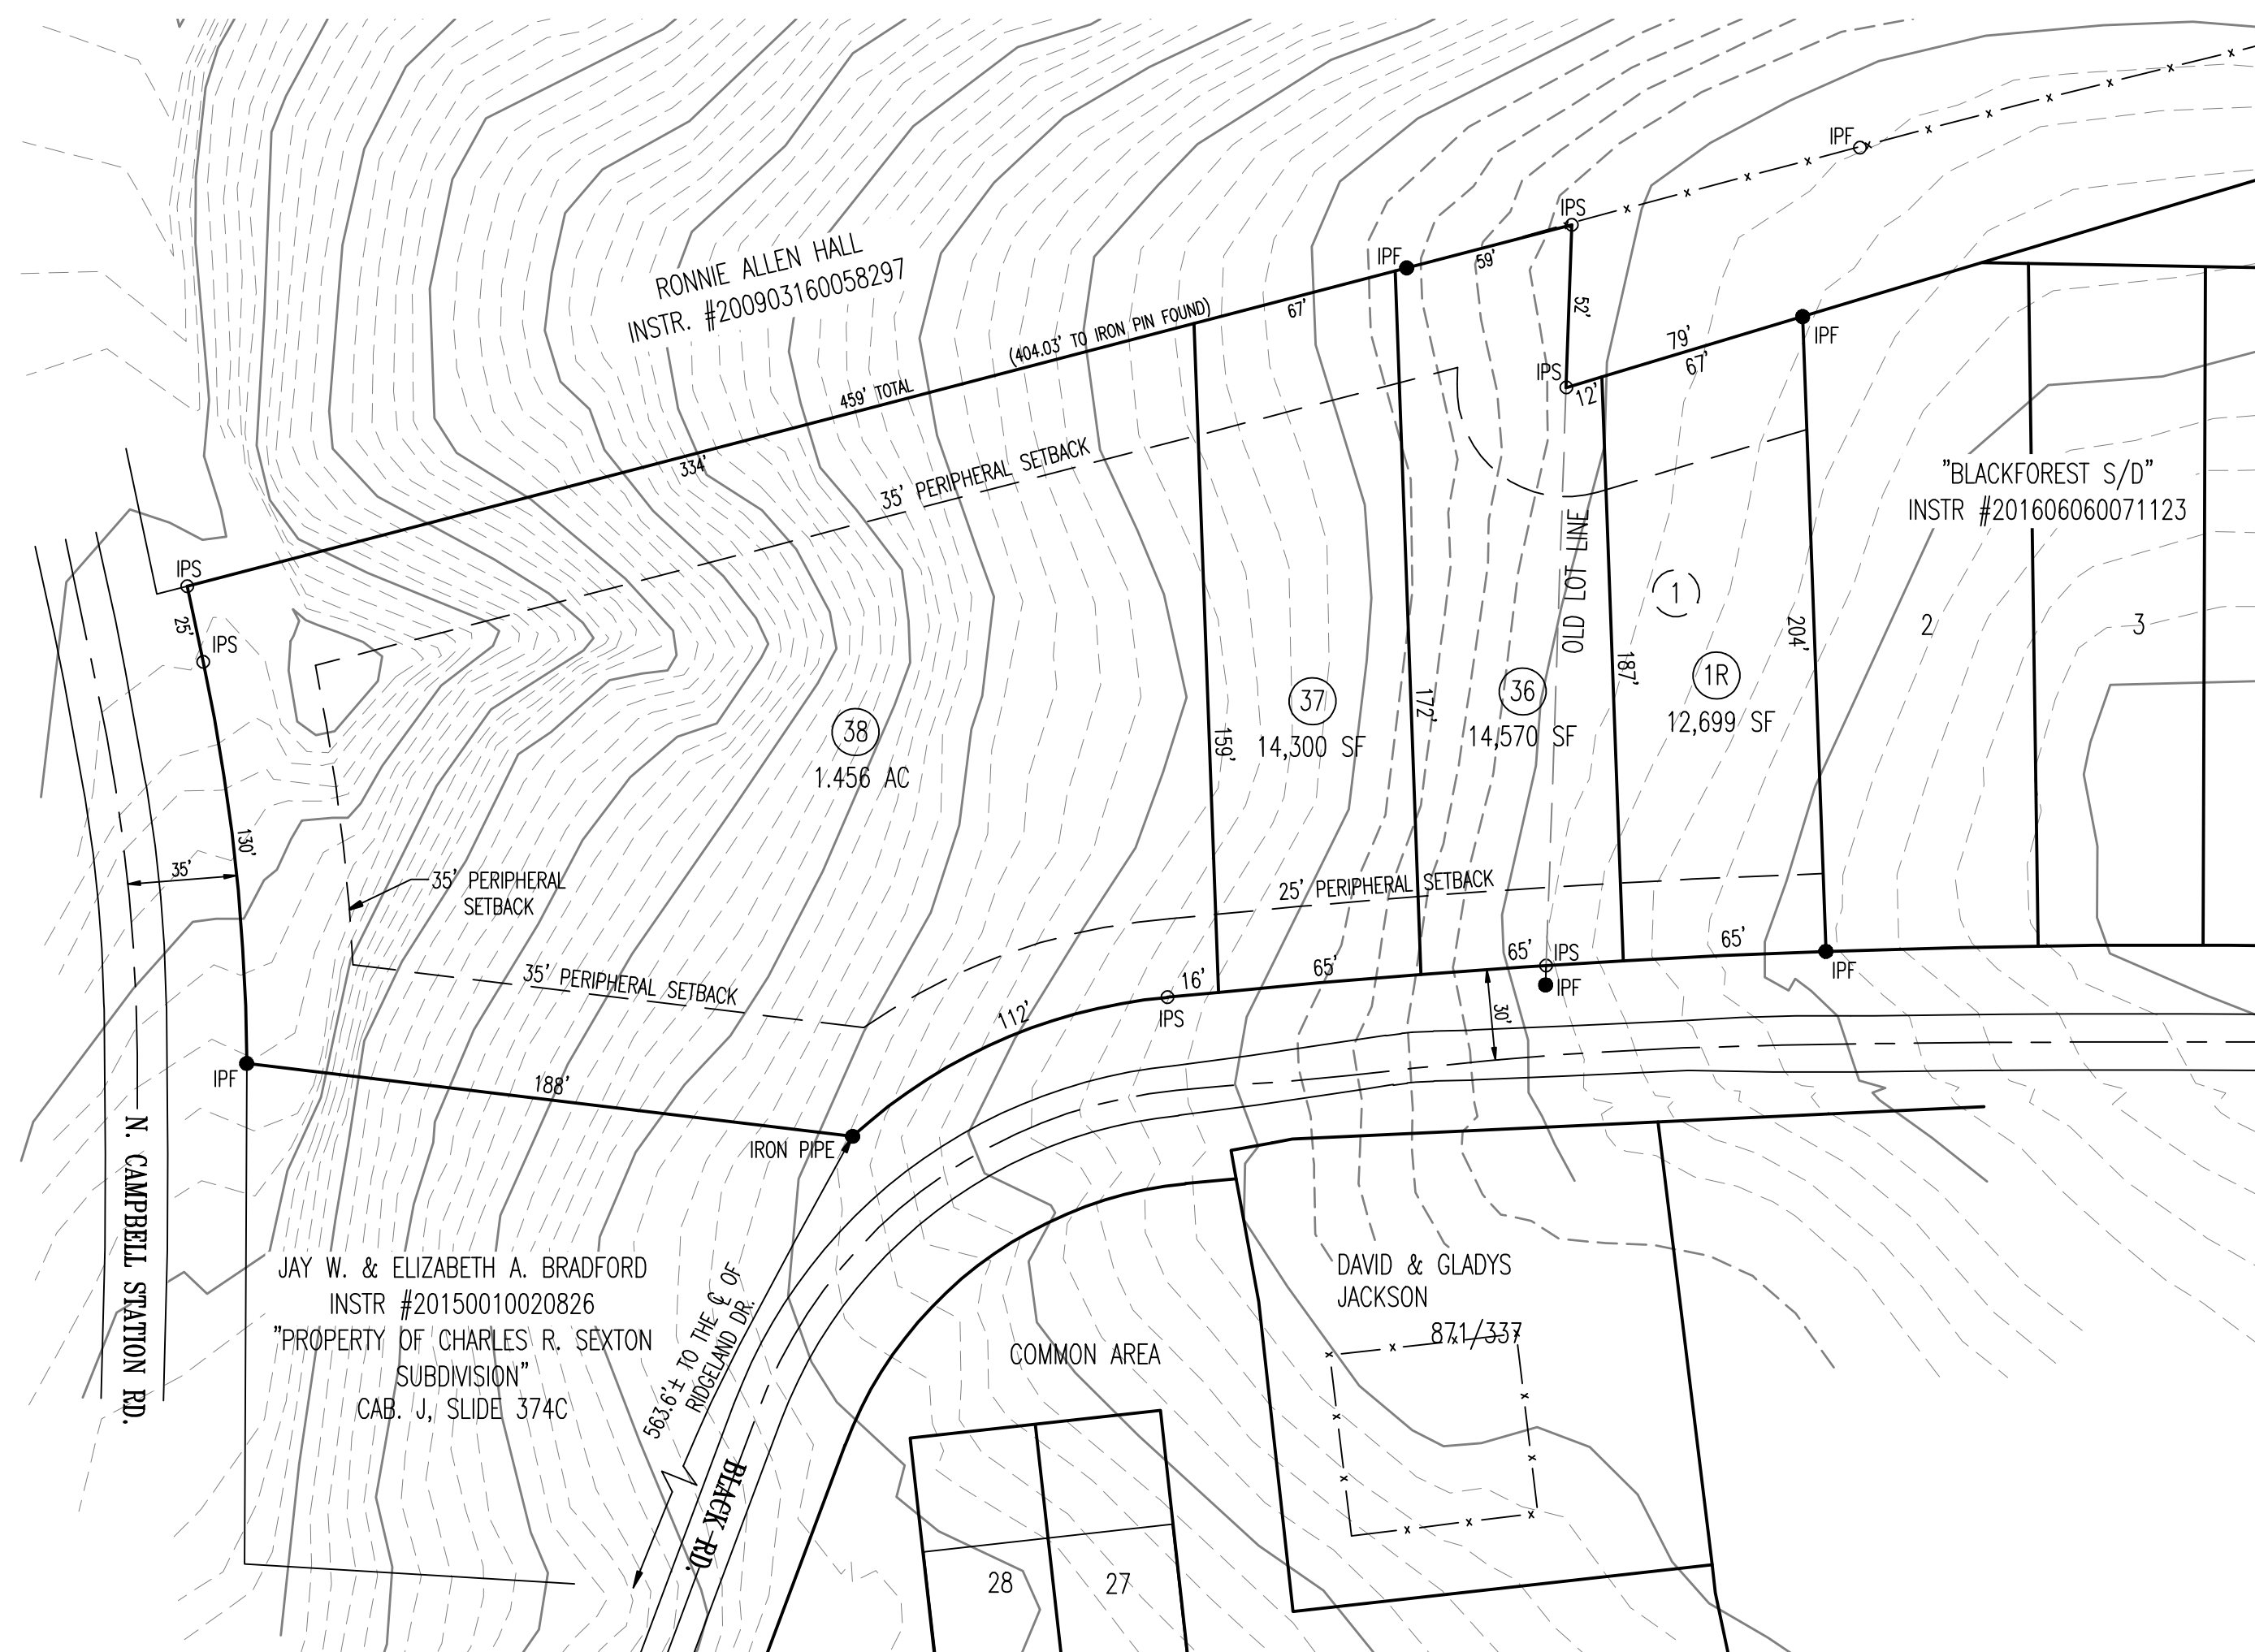 IPF
IPS
IPF
59'
RONNIE ALLEN HALL
INSTR. #200903160058297
(404.03' TO IRON PIN FOUND)
67'
52'
79'
67'
IPF
IPS
12'
459' TOTAL
334'
35' PERIPHERAL SETBACK
"BLACKFOREST S/D"
INSTR #201606060071123
OLD LOT LINE
IPS
25'
IPS
1
2
3
204'
187'
1R
12,699 SF
36
14,570 SF
37
14,300 SF
172'
159'
38
1.456 AC
130'
35'
35' PERIPHERAL
SETBACK
25' PERIPHERAL SETBACK
35' PERIPHERAL SETBACK
65'
65'
65'
IPS
IPF
IPF
16'
IPS
112'
30'
IPF
188'
IRON PIPE
N. CAMPBELL STATION RD.
JAY W. & ELIZABETH A. BRADFORD
INSTR #20150010020826
"PROPERTY OF CHARLES R. SEXTON
SUBDIVISION"
CAB. J, SLIDE 374C
563.6'± TO THE ℄ OF
RIDGELAND DR.
BLACK RD.
DAVID & GLADYS
JACKSON
871/337
COMMON AREA
28
27